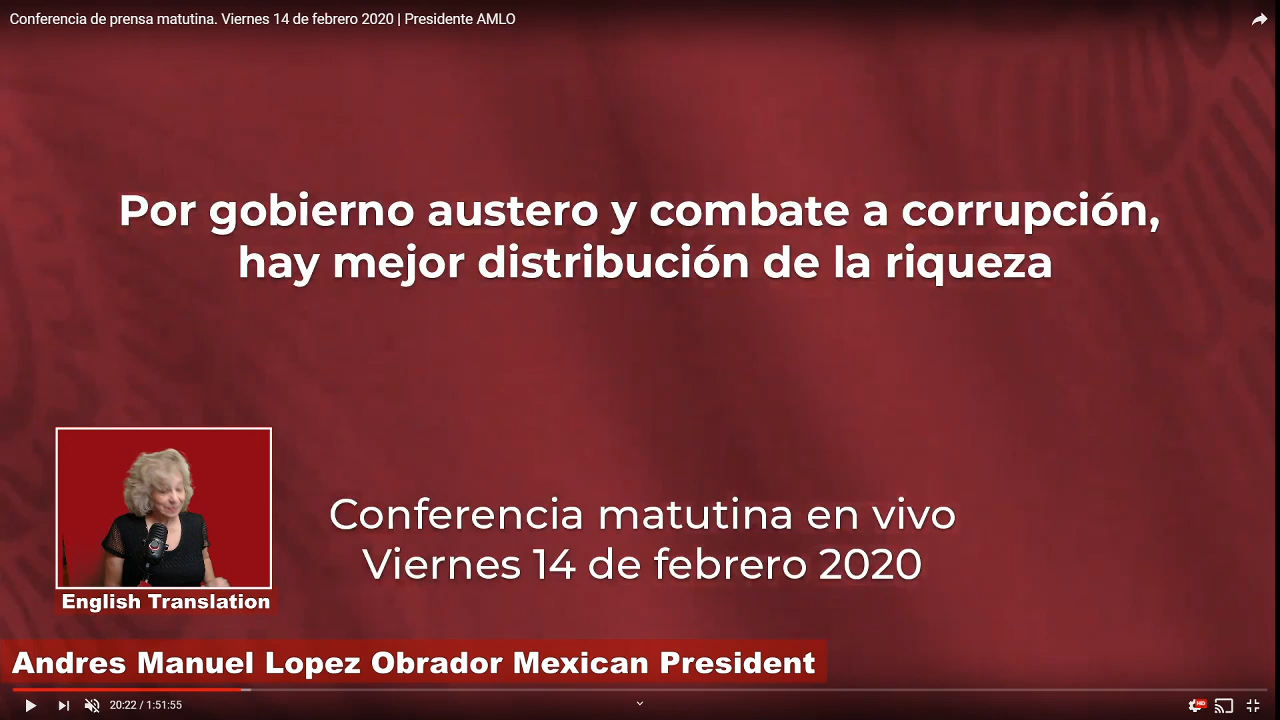 Conferencia de prensa matutina. Viernes 14 de febrero 2020 | Presidente AMLO
Por gobierno austero y combate a corrupción,
hay mejor distribución de la riqueza
Conferencia matutina en vivo
Viernes 14 de febrero 2020
English Translation
Andres Manuel Lopez Obrador Mexican President
20:22 / 1:51:55
HD